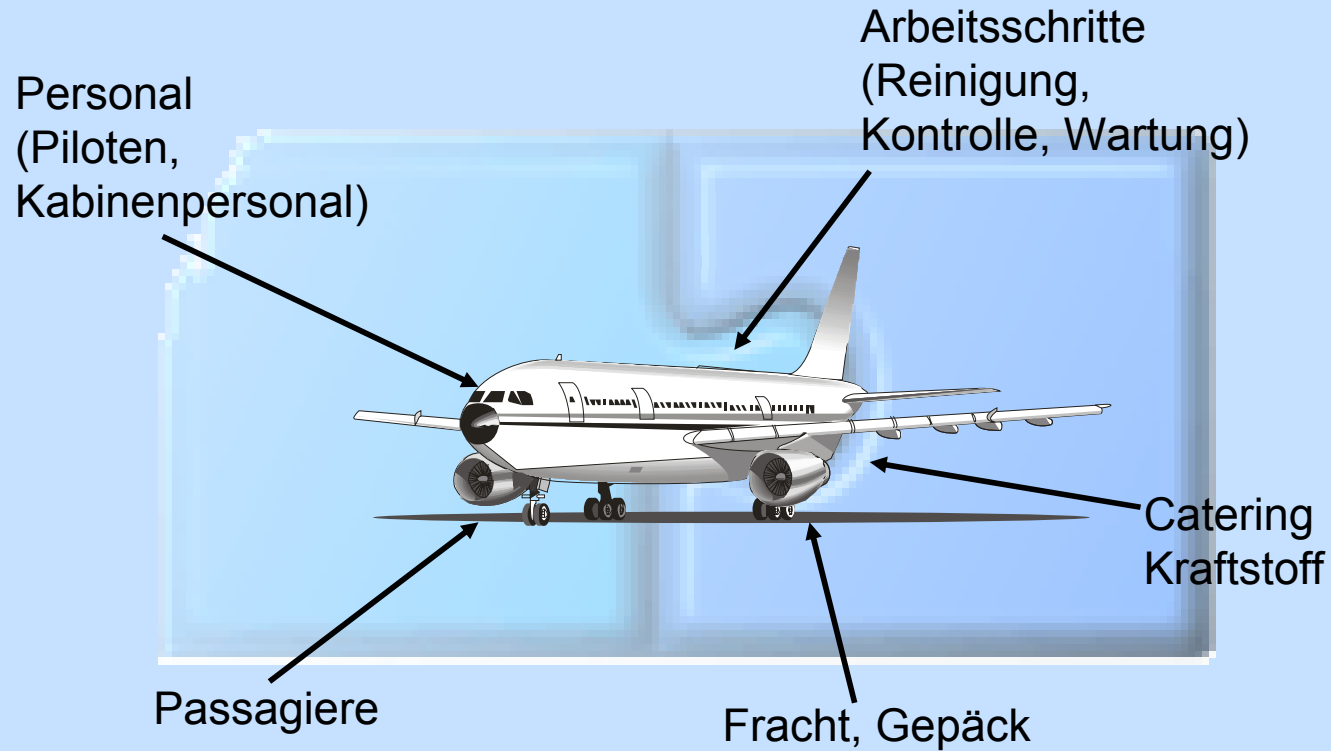 Arbeitsschritte
(Reinigung,
Kontrolle, Wartung)
Personal
(Piloten,
Kabinenpersonal)
Catering
Kraftstoff
Passagiere
Fracht, Gepäck